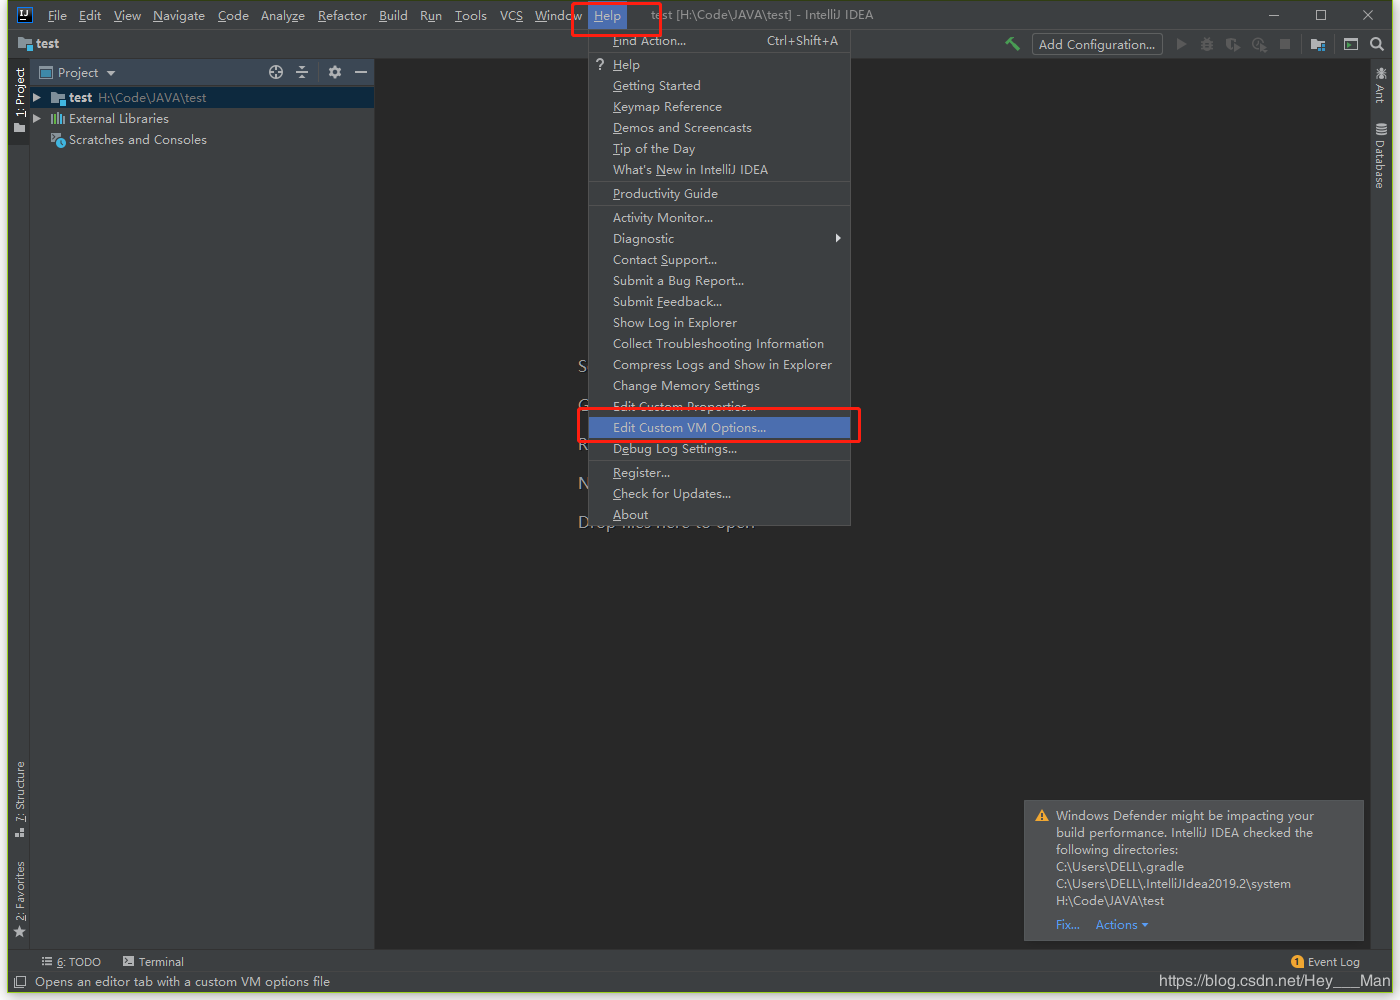 IJ
File Edit View Navigate Code Analyze Refactor Build Run Tools VCS Window Help test [H:\Code\JAVA\test] - IntelliJ IDEA
test
Add Configuration...
Project
test H:\Code\JAVA\test
External Libraries
Scratches and Consoles
1: Project
7: Structure
2: Favorites
Find Action... Ctrl+Shift+A
? Help
Getting Started
Keymap Reference
Demos and Screencasts
Tip of the Day
What's New in IntelliJ IDEA
Productivity Guide
Activity Monitor...
Diagnostic
Contact Support...
Submit a Bug Report...
Submit Feedback...
Show Log in Explorer
Collect Troubleshooting Information
Compress Logs and Show in Explorer
Change Memory Settings
Edit Custom Properties...
Edit Custom VM Options...
Debug Log Settings...
Register...
Check for Updates...
About
S
G
R
N
Drop files here to open
Ant
Database
Windows Defender might be impacting your
build performance. IntelliJ IDEA checked the
following directories:
C:\Users\DELL\.gradle
C:\Users\DELL\.IntelliJIdea2019.2\system
H:\Code\JAVA\test
Fix... Actions
6: TODO Terminal
1 Event Log
Opens an editor tab with a custom VM options file
https://blog.csdn.net/Hey___Man